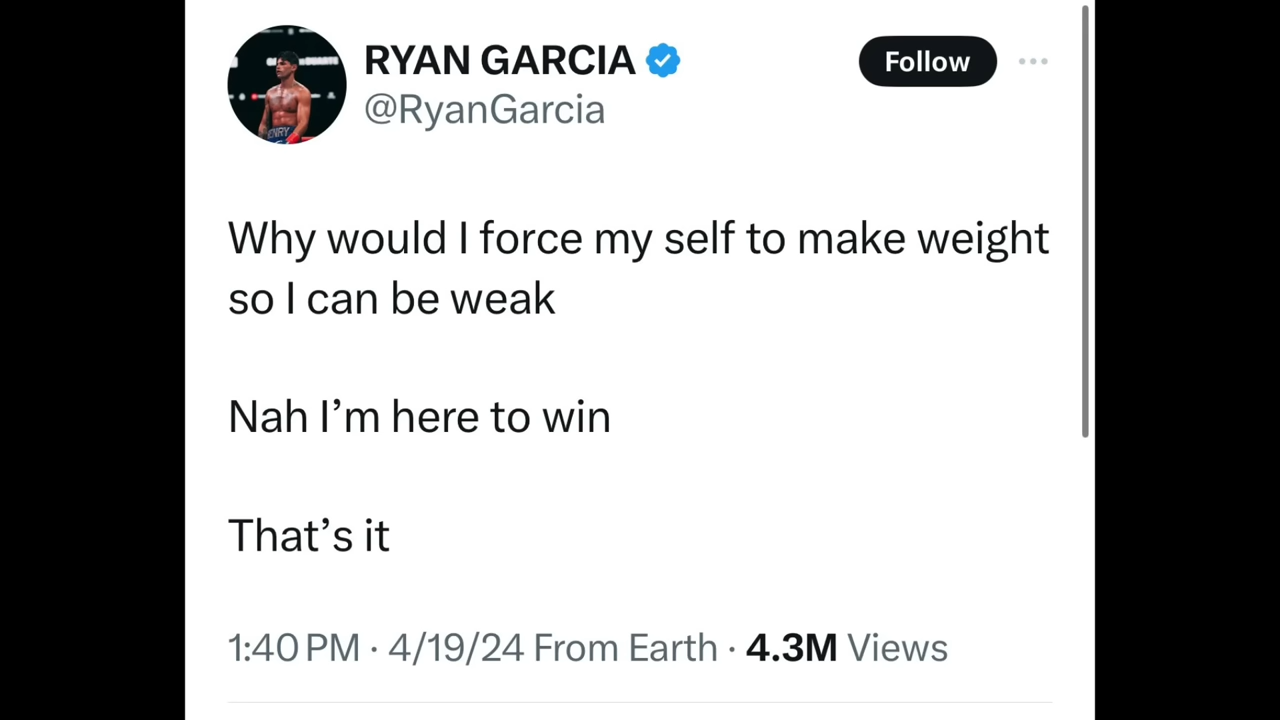 RYAN GARCIA
Follow
@RyanGarcia
Why would I force my self to make weight
so I can be weak
Nah I’m here to win
That’s it
1:40 PM · 4/19/24 From Earth · 4.3M Views